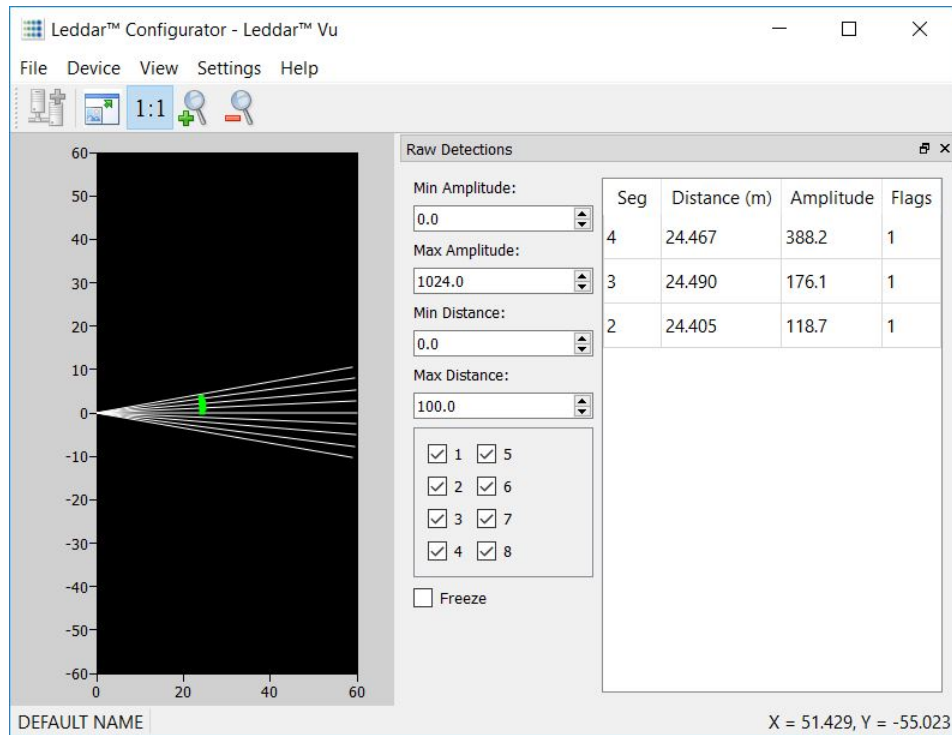 Leddar™ Configurator - Leddar™ Vu
File Device View Settings Help
1:1
60
50
40
30
20
10
0
-10
-20
-30
-40
-50
-60
0 20 40 60
Raw Detections
Min Amplitude:
0.0
Max Amplitude:
1024.0
Min Distance:
0.0
Max Distance:
100.0
1 5
2 6
3 7
4 8
Freeze
Seg Distance (m) Amplitude Flags
4 24.467 388.2 1
3 24.490 176.1 1
2 24.405 118.7 1
DEFAULT NAME
X = 51.429, Y = -55.023